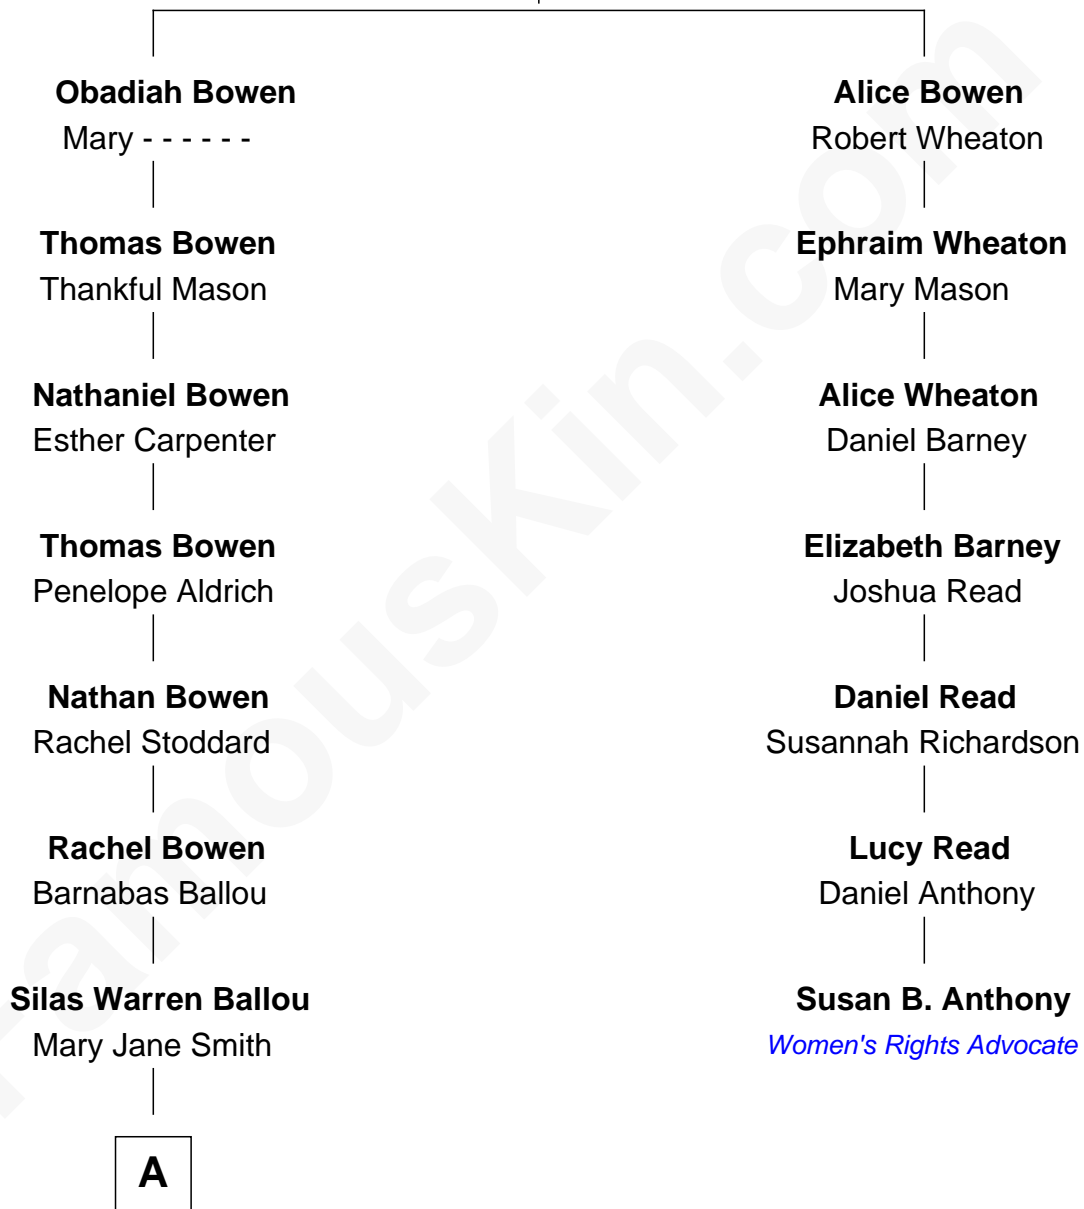 Obadiah Bowen
Mary - - - - - -
Alice Bowen
Robert Wheaton
Thomas Bowen
Thankful Mason
Ephraim Wheaton
Mary Mason
Nathaniel Bowen
Esther Carpenter
Alice Wheaton
Daniel Barney
Thomas Bowen
Penelope Aldrich
Elizabeth Barney
Joshua Read
Nathan Bowen
Rachel Stoddard
Daniel Read
Susannah Richardson
Rachel Bowen
Barnabas Ballou
Lucy Read
Daniel Anthony
Silas Warren Ballou
Mary Jane Smith
Susan B. Anthony
Women's Rights Advocate
A
FamousKin.com